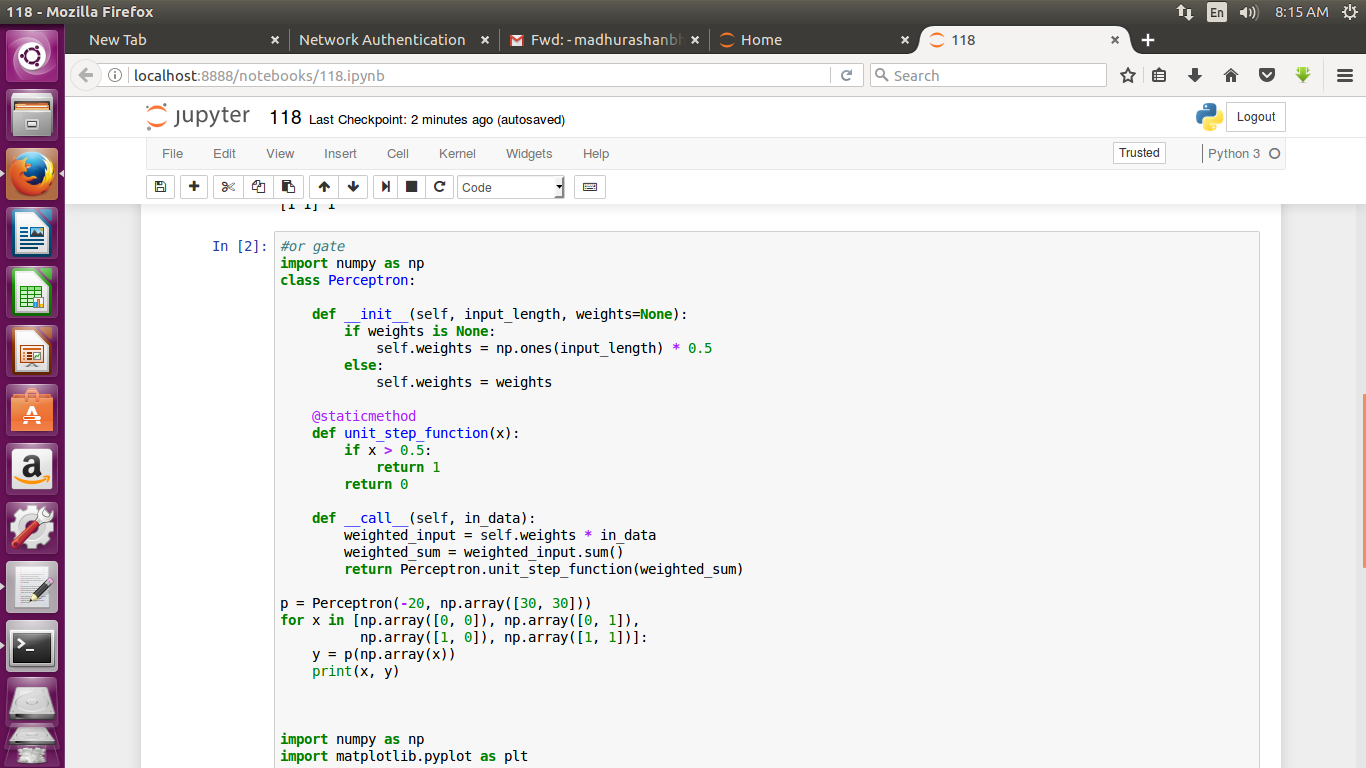 118 - Mozilla Firefox
En
8:15 AM
New Tab
Network Authentication
Fwd: - madhurashanbh
Home
118
localhost:8888/notebooks/118.ipynb
Search
jupyter 118 Last Checkpoint: 2 minutes ago (autosaved)
Logout
File Edit View Insert Cell Kernel Widgets Help
Trusted
Python 3
Code
[1 1] 1
In [2]:
#or gate
import numpy as np
class Perceptron:
    def __init__(self, input_length, weights=None):
        if weights is None:
            self.weights = np.ones(input_length) * 0.5
        else:
            self.weights = weights
    @staticmethod
    def unit_step_function(x):
        if x > 0.5:
            return 1
        return 0
    def __call__(self, in_data):
        weighted_input = self.weights * in_data
        weighted_sum = weighted_input.sum()
        return Perceptron.unit_step_function(weighted_sum)
p = Perceptron(-20, np.array([30, 30]))
for x in [np.array([0, 0]), np.array([0, 1]),
          np.array([1, 0]), np.array([1, 1])]:
    y = p(np.array(x))
    print(x, y)
import numpy as np
import matplotlib.pyplot as plt